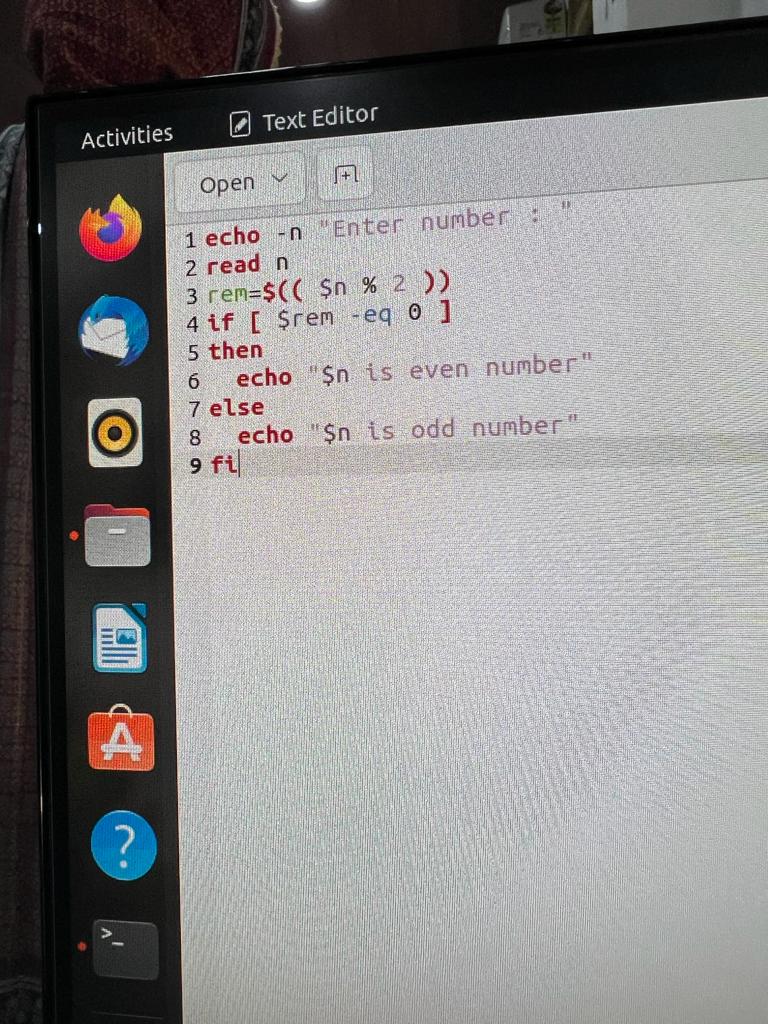 Activities Text Editor
Open
1 echo -n "Enter number : "
2 read n
3 rem=$(( $n % 2 ))
4 if [ $rem -eq 0 ]
5 then
6   echo "$n is even number"
7 else
8   echo "$n is odd number"
9 fi